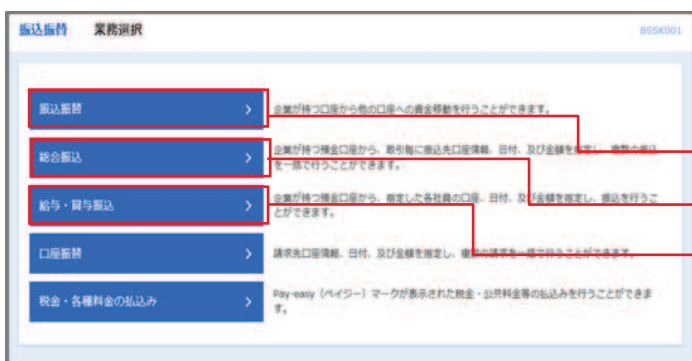 振込振替 業務選択
BSSK001
振込振替
企業が持つ口座から他の口座への資金移動を行うことができます。
総合振込
企業が持つ預金口座から、取引毎に振込先口座情報、日付、及び金額を指定し、複数の振込
を一括で行うことができます。
給与・賞与振込
企業が持つ預金口座から、指定した各社員の口座、日付、及び金額を指定し、振込を行うこ
とができます。
口座振替
請求先口座情報、日付、及び金額を指定し、複数の請求を一括で行うことができます。
税金・各種料金の払込み
Pay-easy（ペイジー）マークが表示された税金・公共料金等の払込みを行うことができま
す。